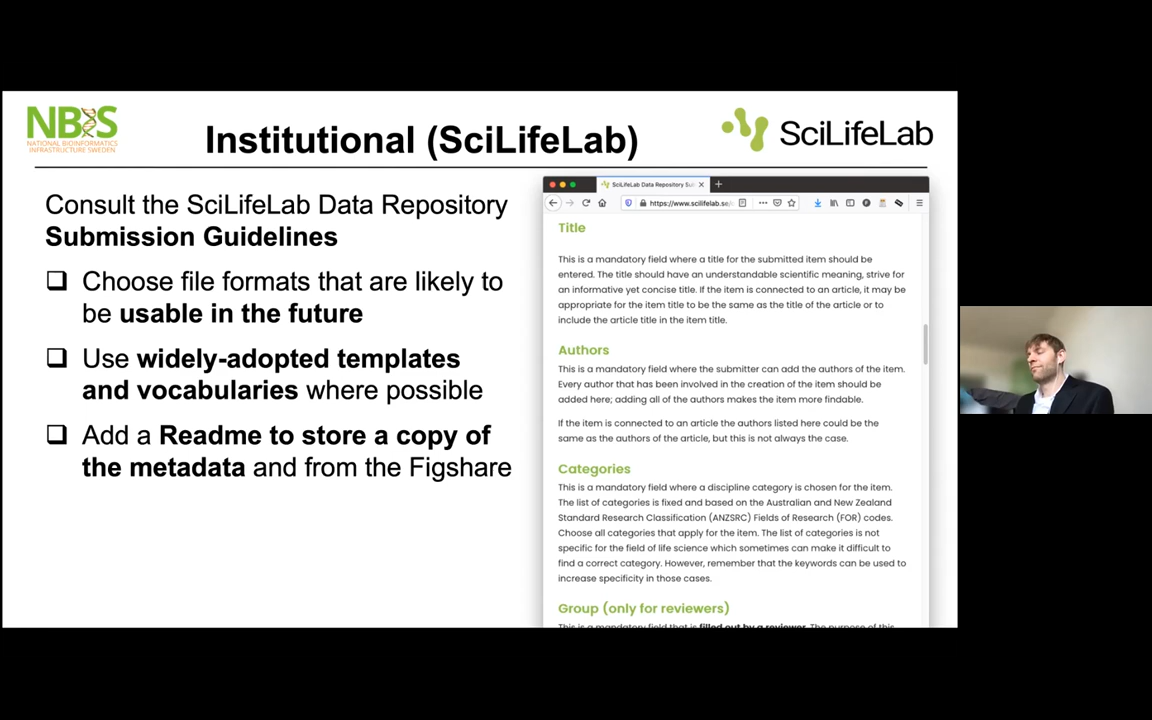 NBIS
NATIONAL BIOINFORMATICS
INFRASTRUCTURE SWEDEN
Institutional (SciLifeLab)
SciLifeLab
Consult the SciLifeLab Data Repository
Submission Guidelines
Choose file formats that are likely to
be usable in the future
Use widely-adopted templates
and vocabularies where possible
Add a Readme to store a copy of
the metadata and from the Figshare
SciLifeLab Data Repository Su
https://www.scilifelab.se/
Title
This is a mandatory field where a title for the submitted item should be
entered. The title should have an understandable scientific meaning, strive for
an informative yet concise title. If the item is connected to an article, it may be
appropriate for the item title to be the same as the title of the article or to
include the article title in the item title.
Authors
This is a mandatory field where the submitter can add the authors of the item.
Every author that has been involved in the creation of the item should be
added here; adding all of the authors makes the item more findable.
If the item is connected to an article the authors listed here could be the
same as the authors of the article, but this is not always the case.
Categories
This is a mandatory field where a discipline category is chosen for the item.
The list of categories is fixed and based on the Australian and New Zealand
Standard Research Classification (ANZSRC) Fields of Research (FOR) codes.
Choose all categories that apply for the item. The list of categories is not
specific for the field of life science which sometimes can make it difficult to
find a correct category. However, remember that the keywords can be used to
increase specificity in those cases.
Group (only for reviewers)
This is a mandatory field that is filled out by a reviewer. The purpose of this